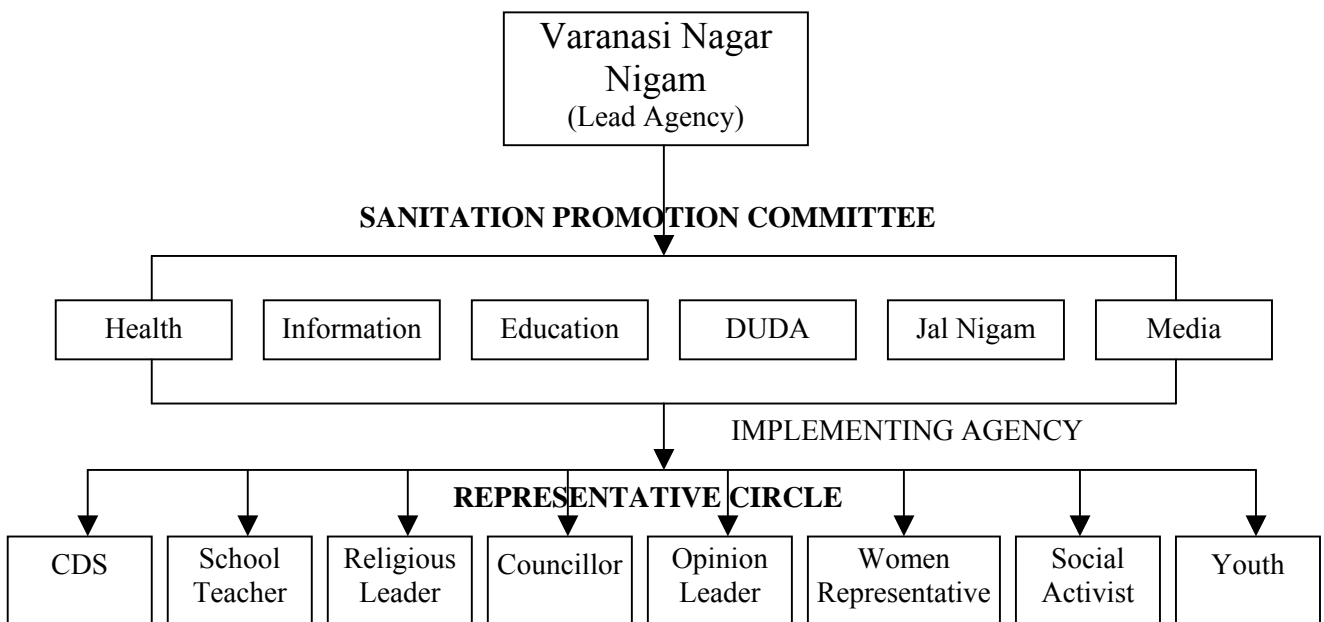 Varanasi Nagar
Nigam
(Lead Agency)
SANITATION PROMOTION COMMITTEE
Health
Information
Education
DUDA
Jal Nigam
Media
IMPLEMENTING AGENCY
REPRESENTATIVE CIRCLE
CDS
School
Teacher
Religious
Leader
Councillor
Opinion
Leader
Women
Representative
Social
Activist
Youth